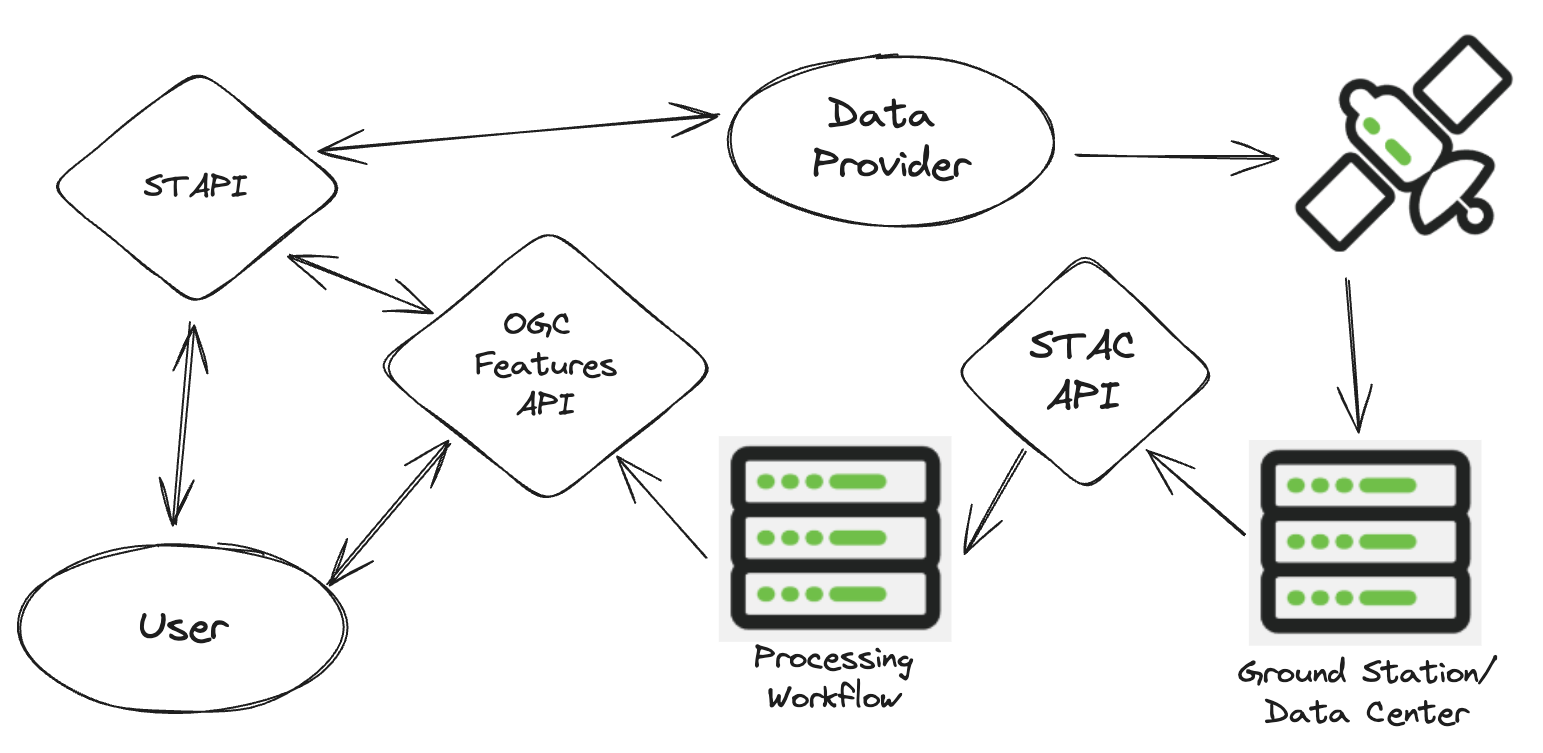 STAPI
Data
Provider
OGC
Features
API
STAC
API
User
Processing
Workflow
Ground Station/
Data Center